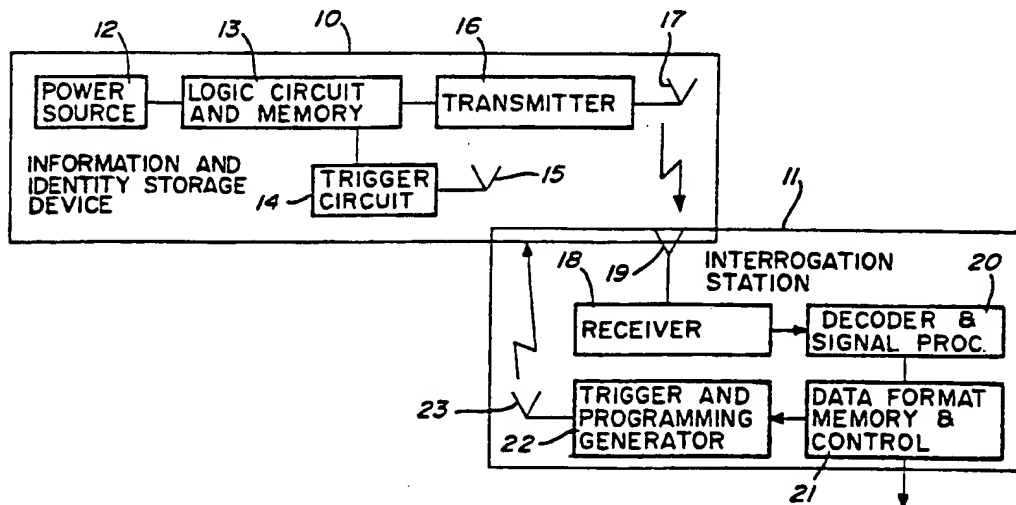 10
12
13
16
17
POWER
SOURCE
LOGIC CIRCUIT
AND MEMORY
TRANSMITTER
INFORMATION AND
IDENTITY STORAGE
DEVICE
14
TRIGGER
CIRCUIT
15
11
18
19
INTERROGATION
STATION
20
RECEIVER
DECODER &
SIGNAL PROC.
23
TRIGGER AND
PROGRAMMING
GENERATOR
22
DATA FORMAT
MEMORY &
CONTROL
21